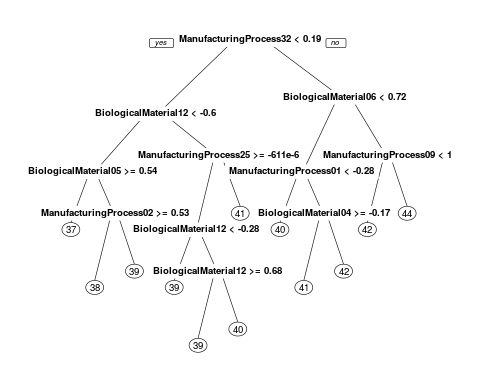 yes ManufacturingProcess32 < 0.19 no
BiologicalMaterial06 < 0.72
BiologicalMaterial12 < -0.6
ManufacturingProcess25 >= -611e-6 ManufacturingProcess09 < 1
BiologicalMaterial05 >= 0.54 ManufacturingProcess01 < -0.28
ManufacturingProcess02 >= 0.53 41 BiologicalMaterial04 >= -0.17 44
37 BiologicalMaterial12 < -0.28 40 42
39 BiologicalMaterial12 >= 0.68 42
38 39 41
40
39